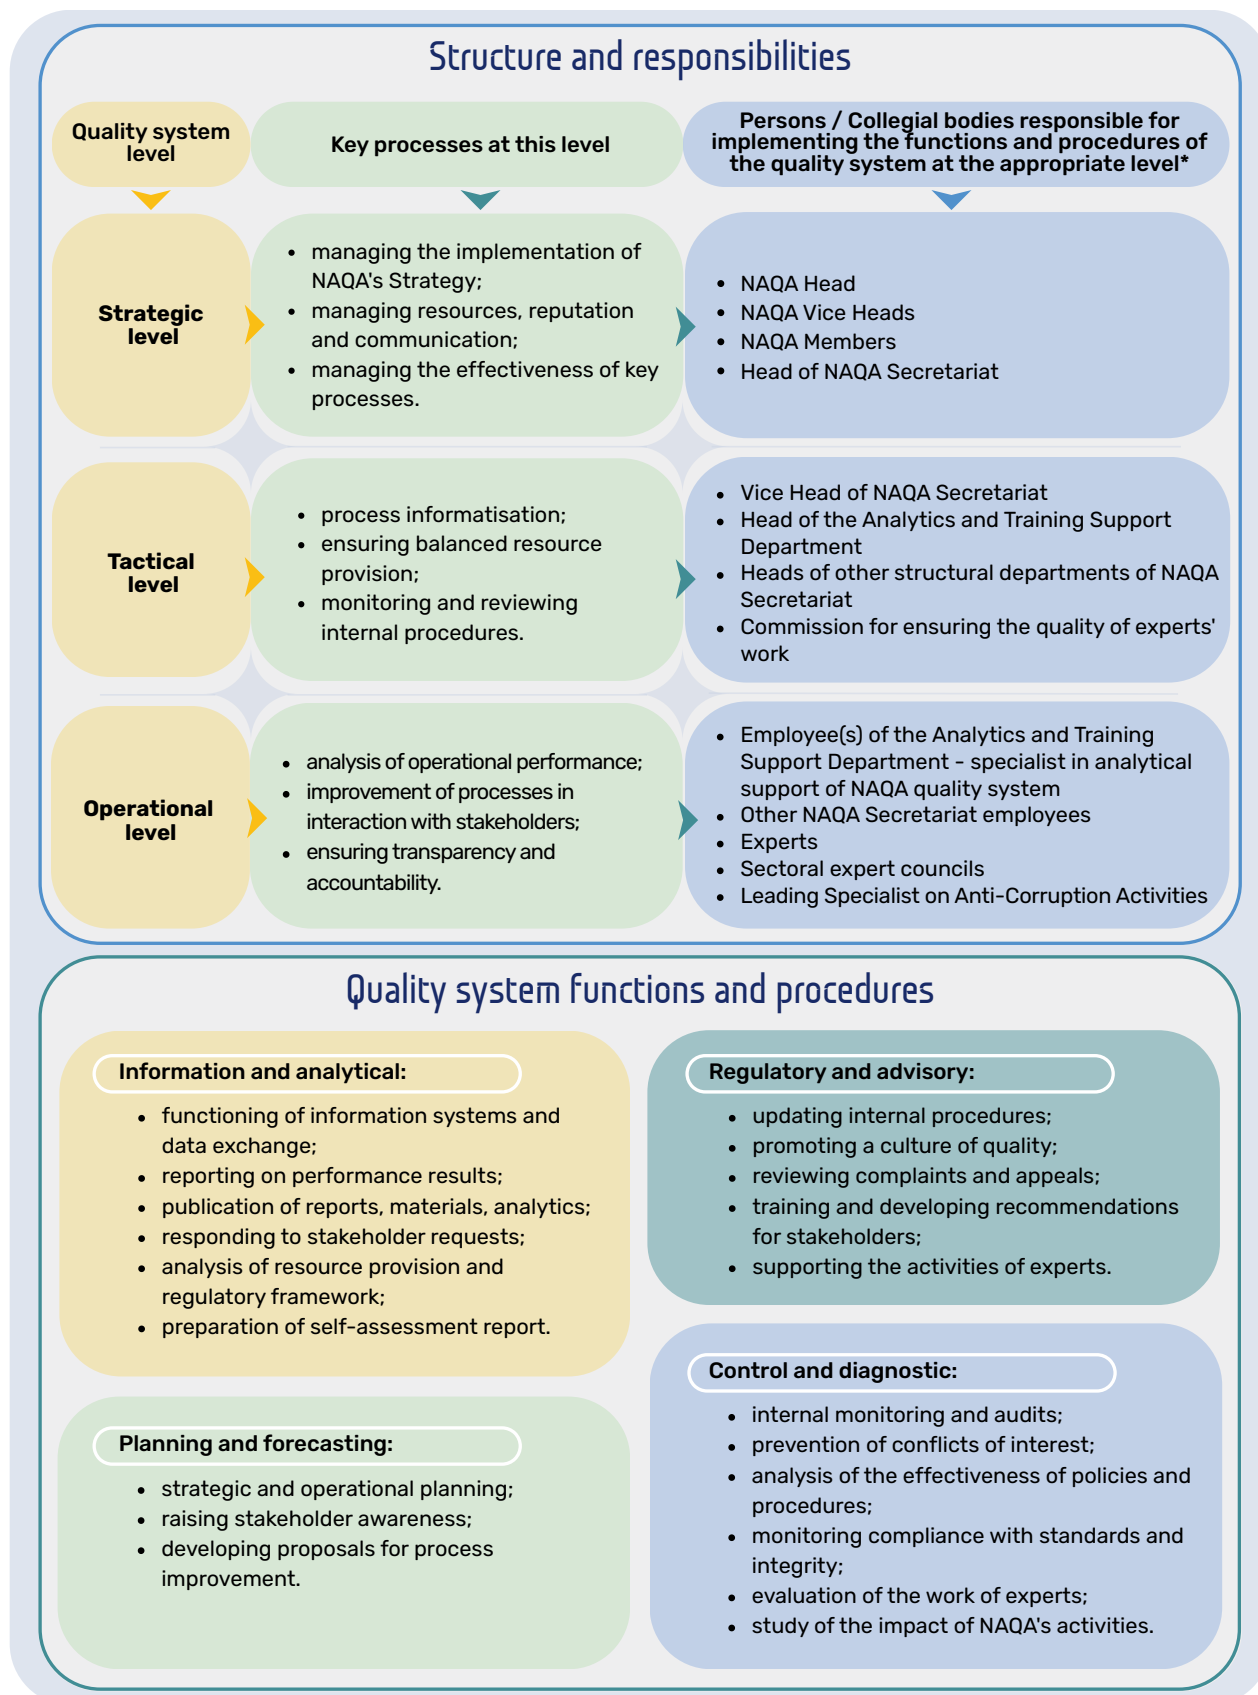 Structure and responsibilities
Quality system
level
Key processes at this level
Persons / Collegial bodies responsible for
implementing the functions and procedures of
the quality system at the appropriate level*
Strategic
level
• managing the implementation of
NAQA's Strategy;
• managing resources, reputation
and communication;
• managing the effectiveness of key
processes.
• NAQA Head
• NAQA Vice Heads
• NAQA Members
• Head of NAQA Secretariat
Tactical
level
• process informatisation;
• ensuring balanced resource
provision;
• monitoring and reviewing
internal procedures.
• Vice Head of NAQA Secretariat
• Head of the Analytics and Training Support
Department
• Heads of other structural departments of NAQA
Secretariat
• Commission for ensuring the quality of experts'
work
Operational
level
• analysis of operational performance;
• improvement of processes in
interaction with stakeholders;
• ensuring transparency and
accountability.
• Employee(s) of the Analytics and Training
Support Department - specialist in analytical
support of NAQA quality system
• Other NAQA Secretariat employees
• Experts
• Sectoral expert councils
• Leading Specialist on Anti-Corruption Activities
Quality system functions and procedures
Information and analytical:
• functioning of information systems and
data exchange;
• reporting on performance results;
• publication of reports, materials, analytics;
• responding to stakeholder requests;
• analysis of resource provision and
regulatory framework;
• preparation of self-assessment report.
Regulatory and advisory:
• updating internal procedures;
• promoting a culture of quality;
• reviewing complaints and appeals;
• training and developing recommendations
for stakeholders;
• supporting the activities of experts.
Planning and forecasting:
• strategic and operational planning;
• raising stakeholder awareness;
• developing proposals for process
improvement.
Control and diagnostic:
• internal monitoring and audits;
• prevention of conflicts of interest;
• analysis of the effectiveness of policies and
procedures;
• monitoring compliance with standards and
integrity;
• evaluation of the work of experts;
• study of the impact of NAQA's activities.